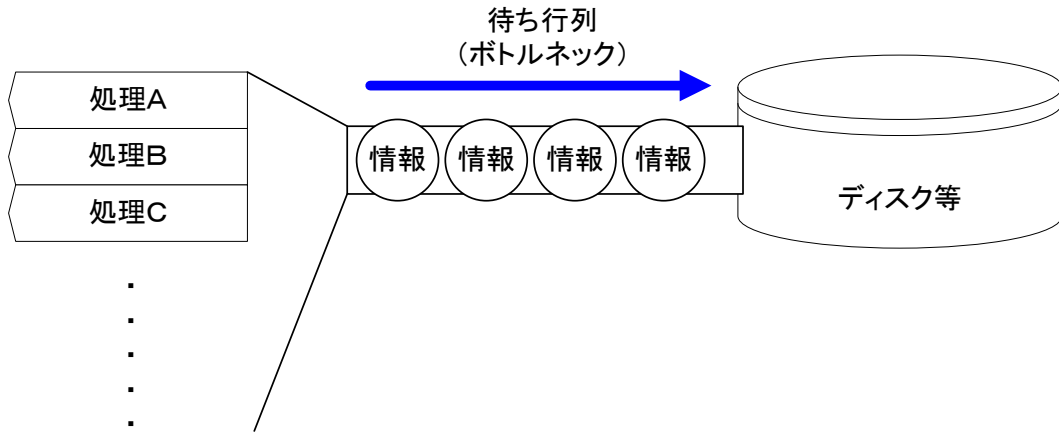 待ち行列
（ボトルネック）
処理A
処理B
処理C
情報 情報 情報 情報
ディスク等
・
・
・
・
・